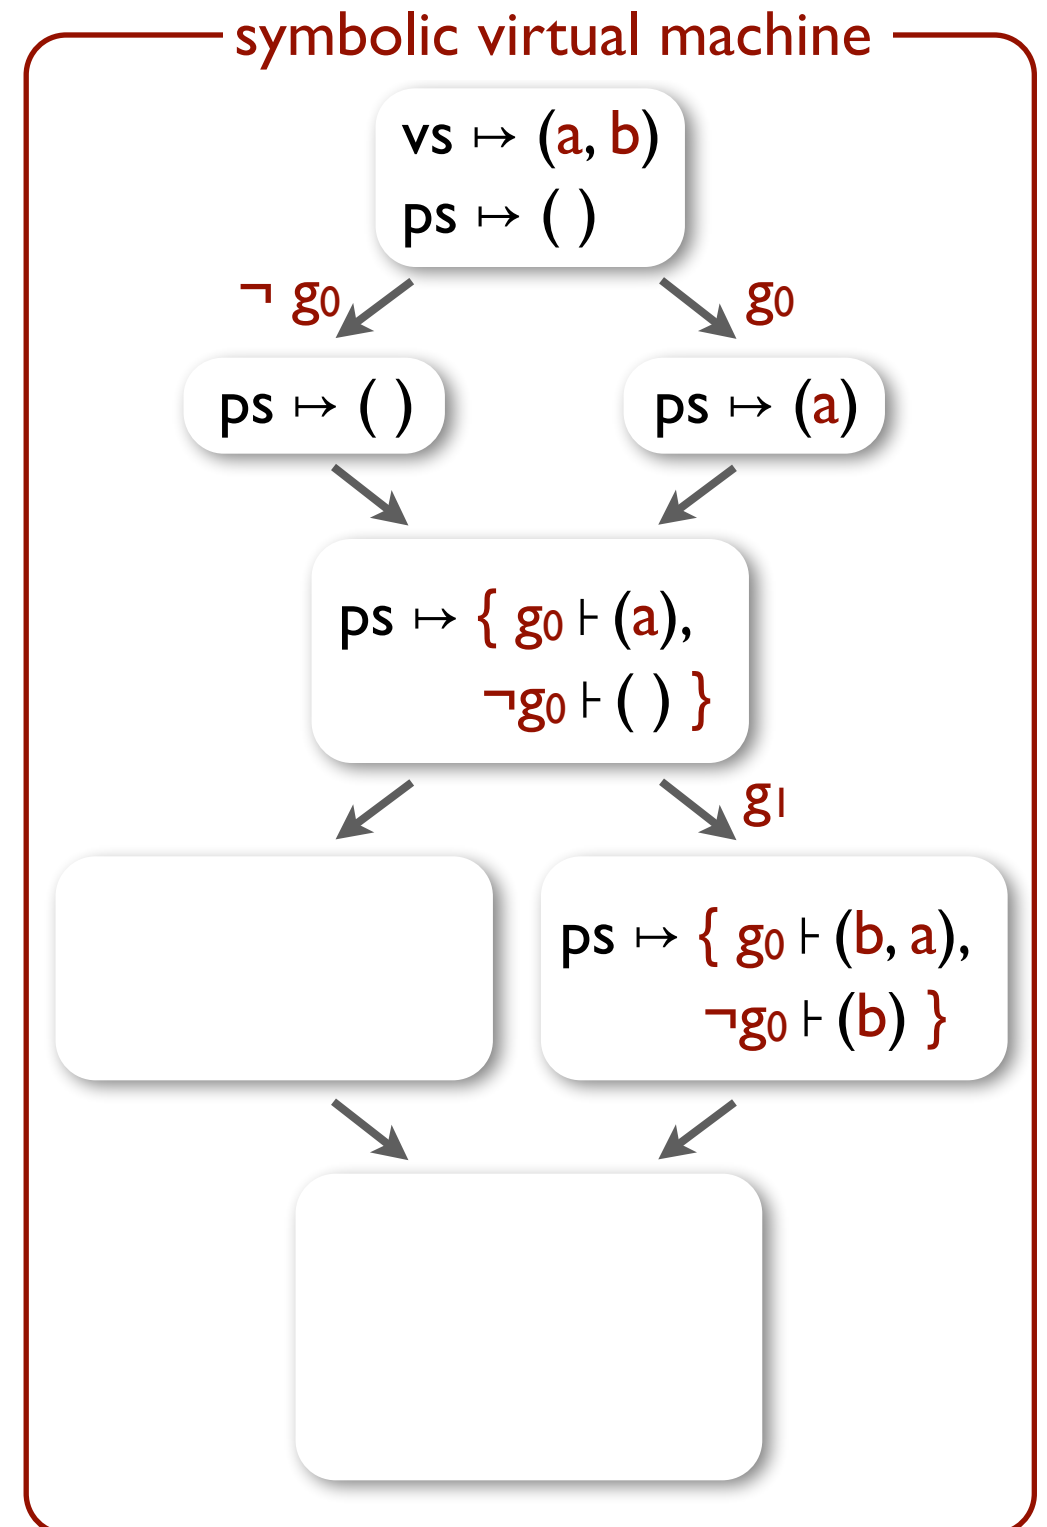 symbolic virtual machine
vs ↦ (a, b)
ps ↦ ( )
¬ g₀
g₀
ps ↦ ( )
ps ↦ (a)
ps ↦ { g₀ ⊢ (a),
¬g₀ ⊢ ( ) }
g₁
ps ↦ { g₀ ⊢ (b, a),
¬g₀ ⊢ (b) }